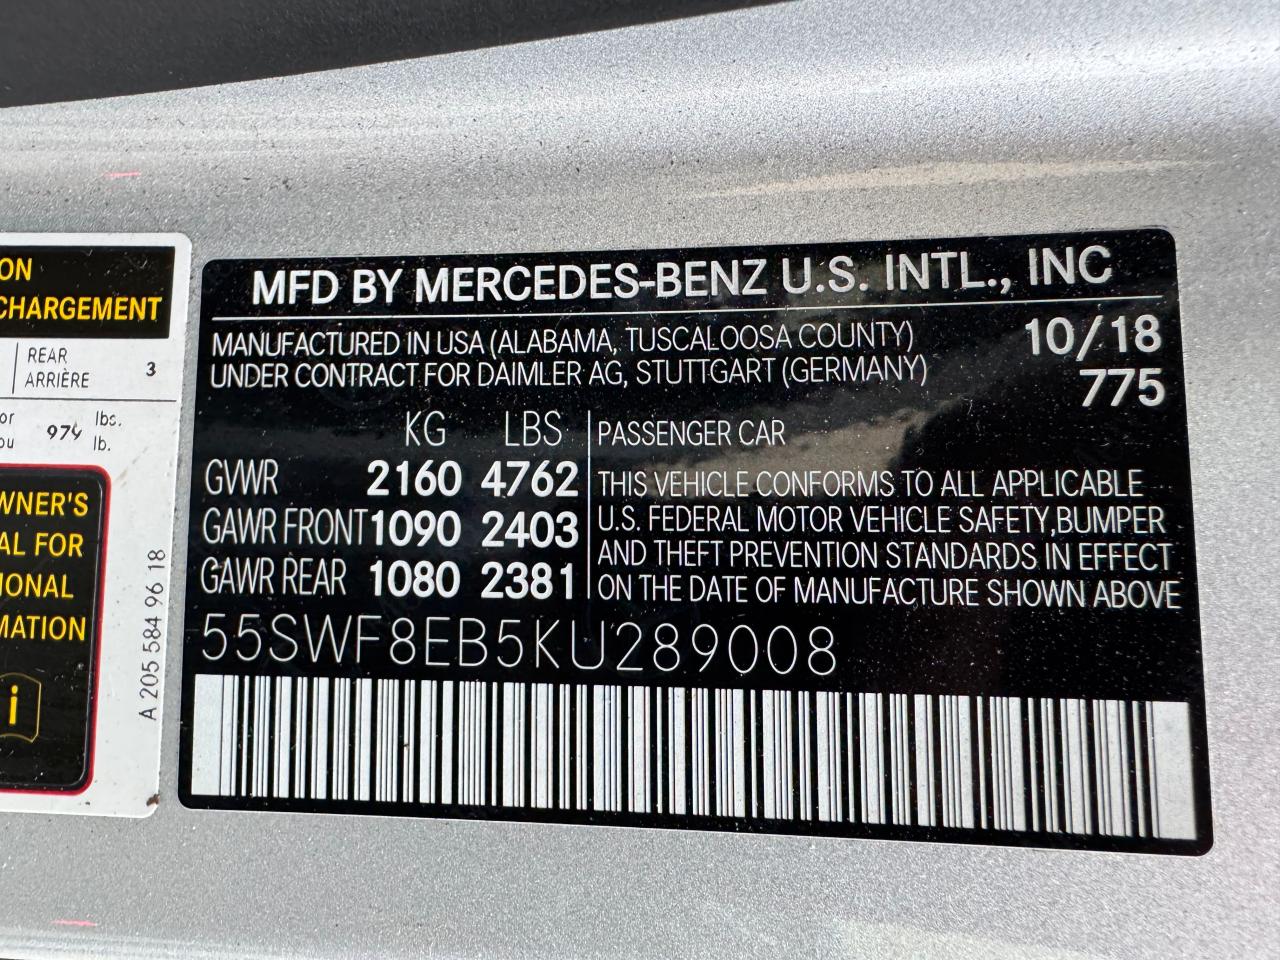 ON
CHARGEMENT
REAR
ARRIÈRE 3
or
ou 974 lbs.
lb.
WNER'S
AL FOR
IONAL
MATION
i
A 205 584 96 18
MFD BY MERCEDES-BENZ U.S. INTL., INC
MANUFACTURED IN USA (ALABAMA, TUSCALOOSA COUNTY) 10/18
UNDER CONTRACT FOR DAIMLER AG, STUTTGART (GERMANY) 775
KG LBS
GVWR 2160 4762
GAWR FRONT 1090 2403
GAWR REAR 1080 2381
PASSENGER CAR
THIS VEHICLE CONFORMS TO ALL APPLICABLE
U.S. FEDERAL MOTOR VEHICLE SAFETY,BUMPER
AND THEFT PREVENTION STANDARDS IN EFFECT
ON THE DATE OF MANUFACTURE SHOWN ABOVE
55SWF8EB5KU289008